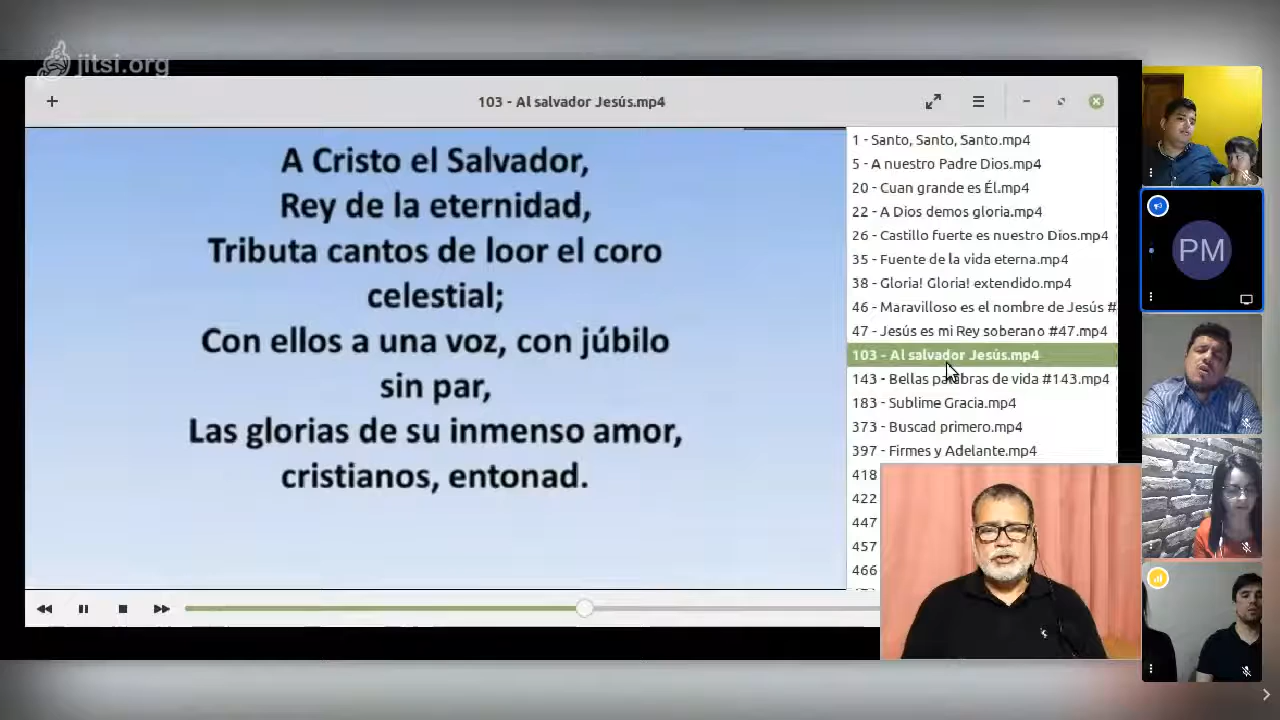 jitsi.org
103 - Al salvador Jesús.mp4
A Cristo el Salvador,
Rey de la eternidad,
Tributa cantos de loor el coro
celestial;
Con ellos a una voz, con júbilo
sin par,
Las glorias de su inmenso amor,
cristianos, entonad.
1 - Santo, Santo, Santo.mp4
5 - A nuestro Padre Dios.mp4
20 - Cuan grande es Él.mp4
22 - A Dios demos gloria.mp4
26 - Castillo fuerte es nuestro Dios.mp4
35 - Fuente de la vida eterna.mp4
38 - Gloria! Gloria! extendido.mp4
46 - Maravilloso es el nombre de Jesús #
47 - Jesús es mi Rey soberano #47.mp4
103 - Al salvador Jesús.mp4
143 - Bellas palabras de vida #143.mp4
183 - Sublime Gracia.mp4
373 - Buscad primero.mp4
397 - Firmes y Adelante.mp4
418
422
447
457
466
PM